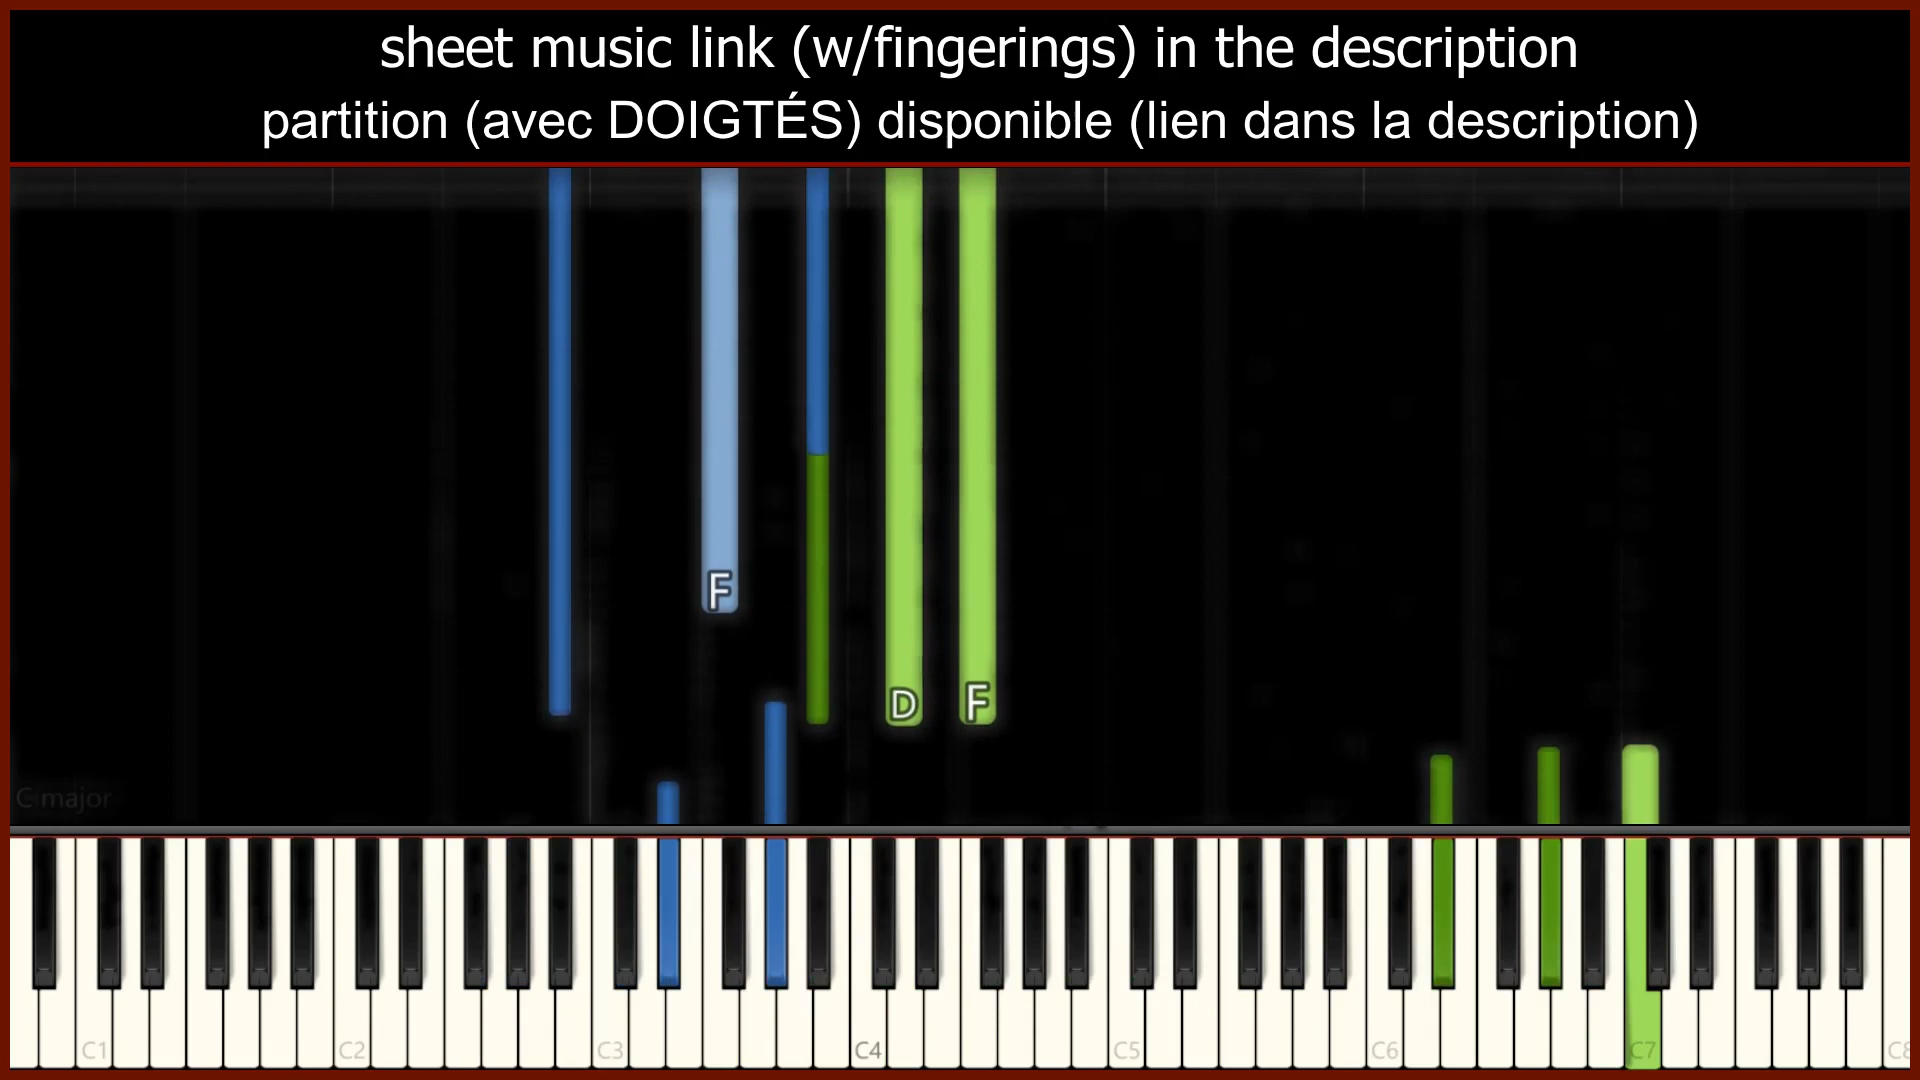 sheet music link (w/fingerings) in the description
partition (avec DOIGTÉS) disponible (lien dans la description)
F
D F
C major
C1 C2 C3 C4 C5 C6 C7 C8